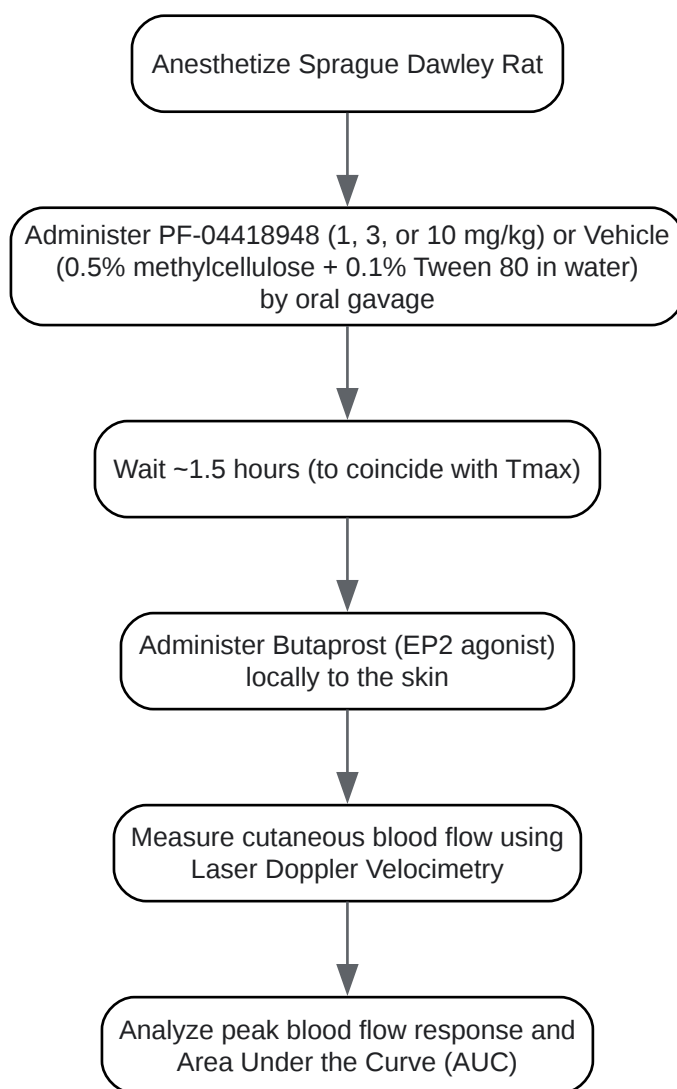 Anesthetize Sprague Dawley Rat
Administer PF-04418948 (1, 3, or 10 mg/kg) or Vehicle
(0.5% methylcellulose + 0.1% Tween 80 in water)
by oral gavage
Wait ~1.5 hours (to coincide with Tmax)
Administer Butaprost (EP2 agonist)
locally to the skin
Measure cutaneous blood flow using
Laser Doppler Velocimetry
Analyze peak blood flow response and
Area Under the Curve (AUC)